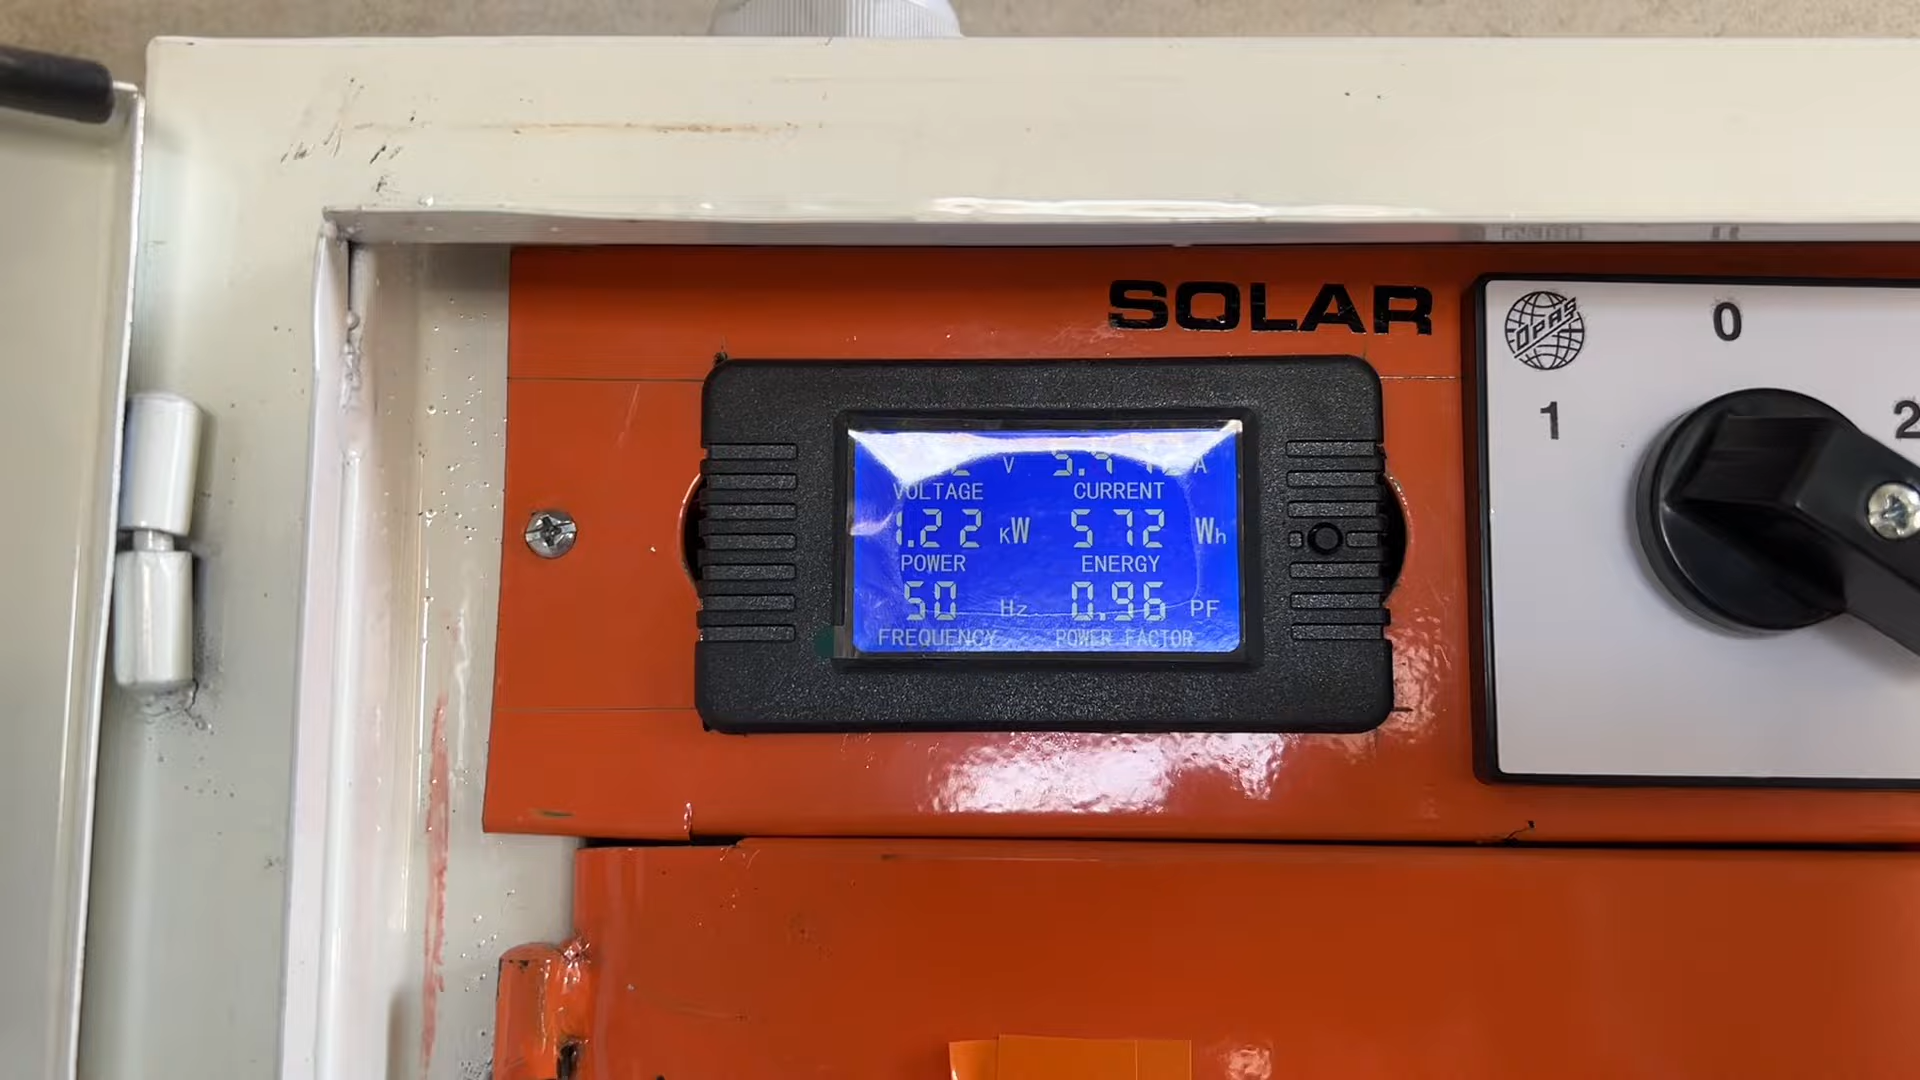 SOLAR
OPAS
0
1
2
V
A
VOLTAGE CURRENT
1.22 kW 572 Wh
POWER ENERGY
50 Hz 0.96 PF
FREQUENCY POWER FACTOR